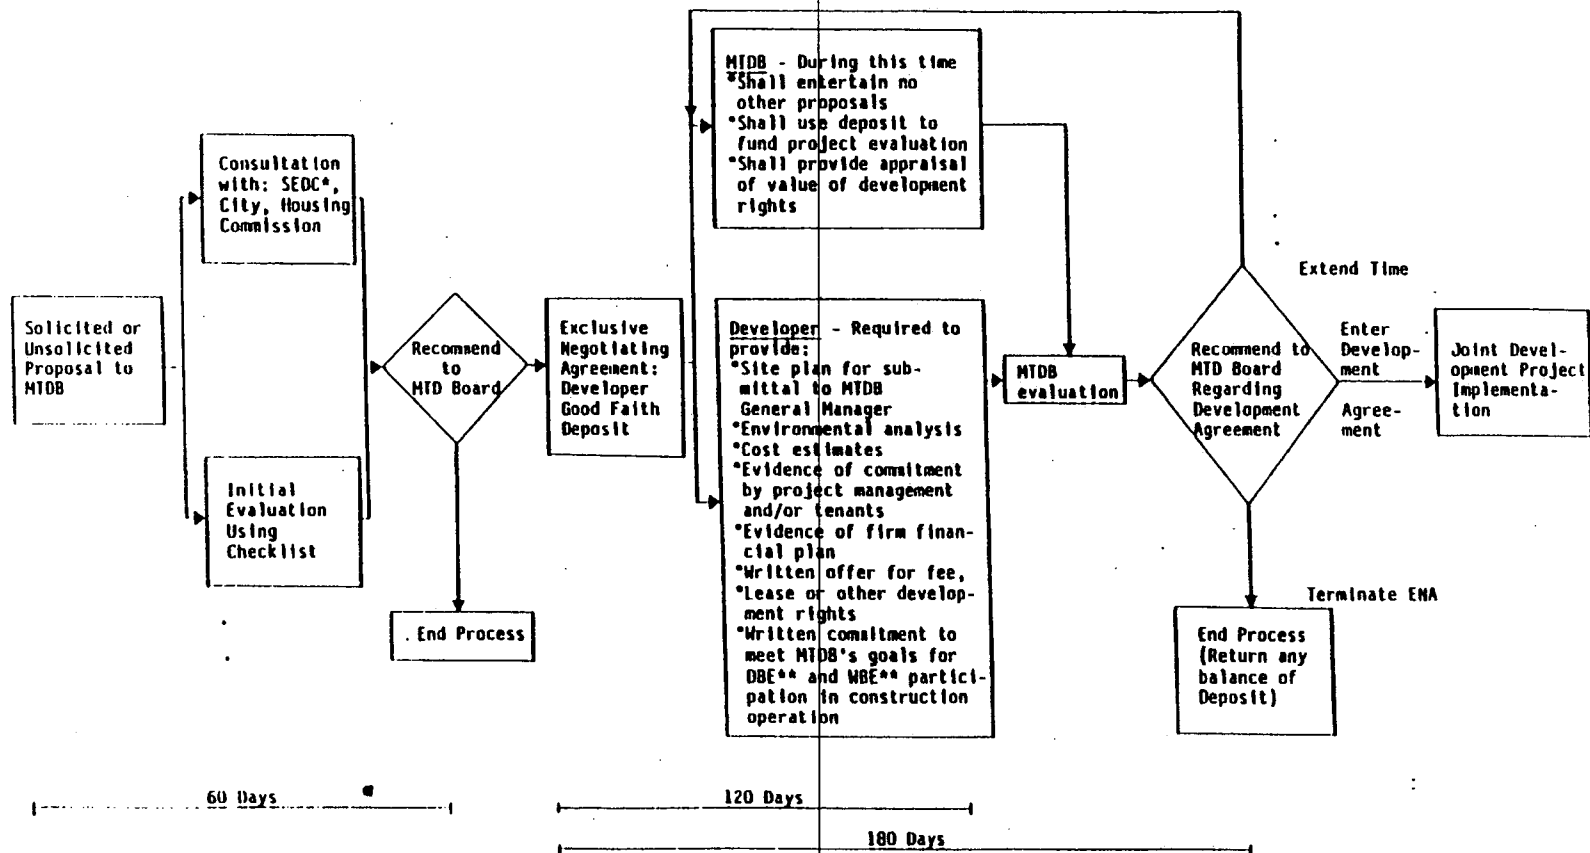 Solicited or
Unsolicited
Proposal to
MTDB
Consultation
with: SEDC*,
City, Housing
Commission
Initial
Evaluation
Using
Checklist
Recommend
to
MTD Board
. End Process
Exclusive
Negotiating
Agreement:
Developer
Good Faith
Deposit
MTDB - During this time
*Shall entertain no
other proposals
*Shall use deposit to
fund project evaluation
*Shall provide appraisal
of value of development
rights
Developer - Required to
provide:
*Site plan for sub-
mittal to MTDB
General Manager
*Environmental analysis
*Cost estimates
*Evidence of commitment
by project management
and/or tenants
*Evidence of firm finan-
cial plan
*Written offer for fee,
*Lease or other develop-
ment rights
*Written commitment to
meet MTDB's goals for
DBE** and WBE** partici-
pation in construction
operation
MTDB
evaluation
Recommend to
MTD Board
Regarding
Development
Agreement
Extend Time
Enter
Develop-
ment
Agree-
ment
Joint Devel-
opment Project
Implementa-
tion
Terminate ENA
End Process
(Return any
balance of
Deposit)
60 Days
120 Days
180 Days